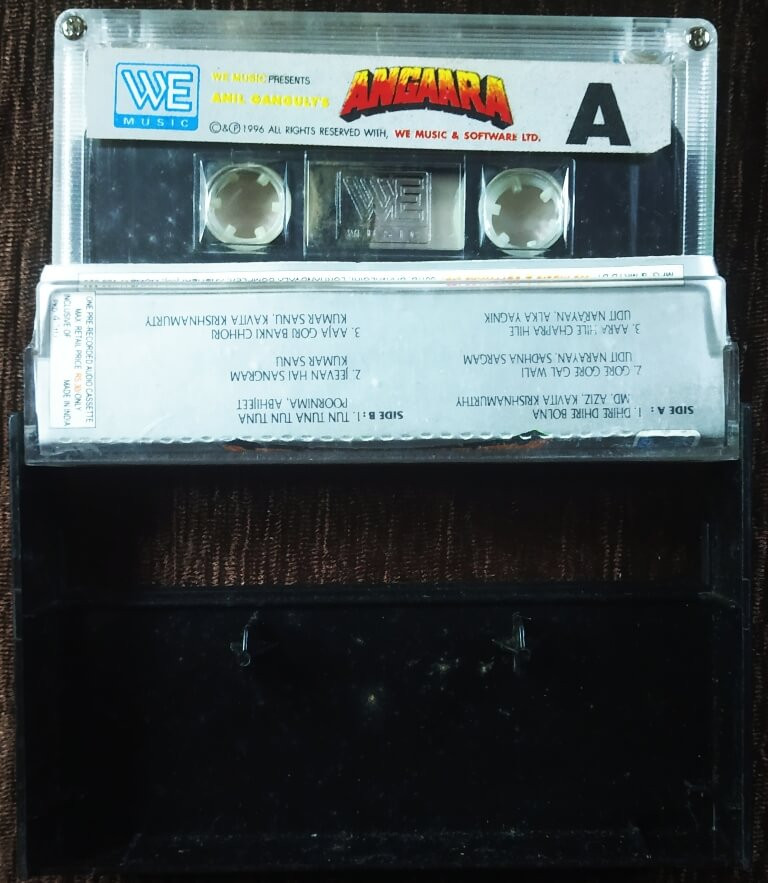 WE
MUSIC
WE MUSIC PRESENTS
ANIL GANGULY'S
ANGAARA
A
©&℗1996 ALL RIGHTS RESERVED WITH, WE MUSIC & SOFTWARE LTD.
WE
SIDE A : 1. DHIRE DHIRE BOLNA
MD. AZIZ, KAVITA KRISHNAMURTHY
2. GORE GORE GAL WALI
UDIT NARAYAN, SADHNA SARGAM
3. AARA HILE CHAPRA HILE
UDIT NARAYAN, ALKA YAGNIK
SIDE B : 1. TUN TUNA TUN TUNA
POORNIMA, ABHIJEET
2. JEEVAN HAI SANGRAM
KUMAR SANU
3. AAJA GORI BANKI CHHORI
KUMAR SANU, KAVITA KRISHNAMURTY
ONE PRE RECORDED AUDIO CASSETTE
MAX. RETAIL PRICE RS.30 ONLY
INCLUSIVE OF MADE IN INDIA